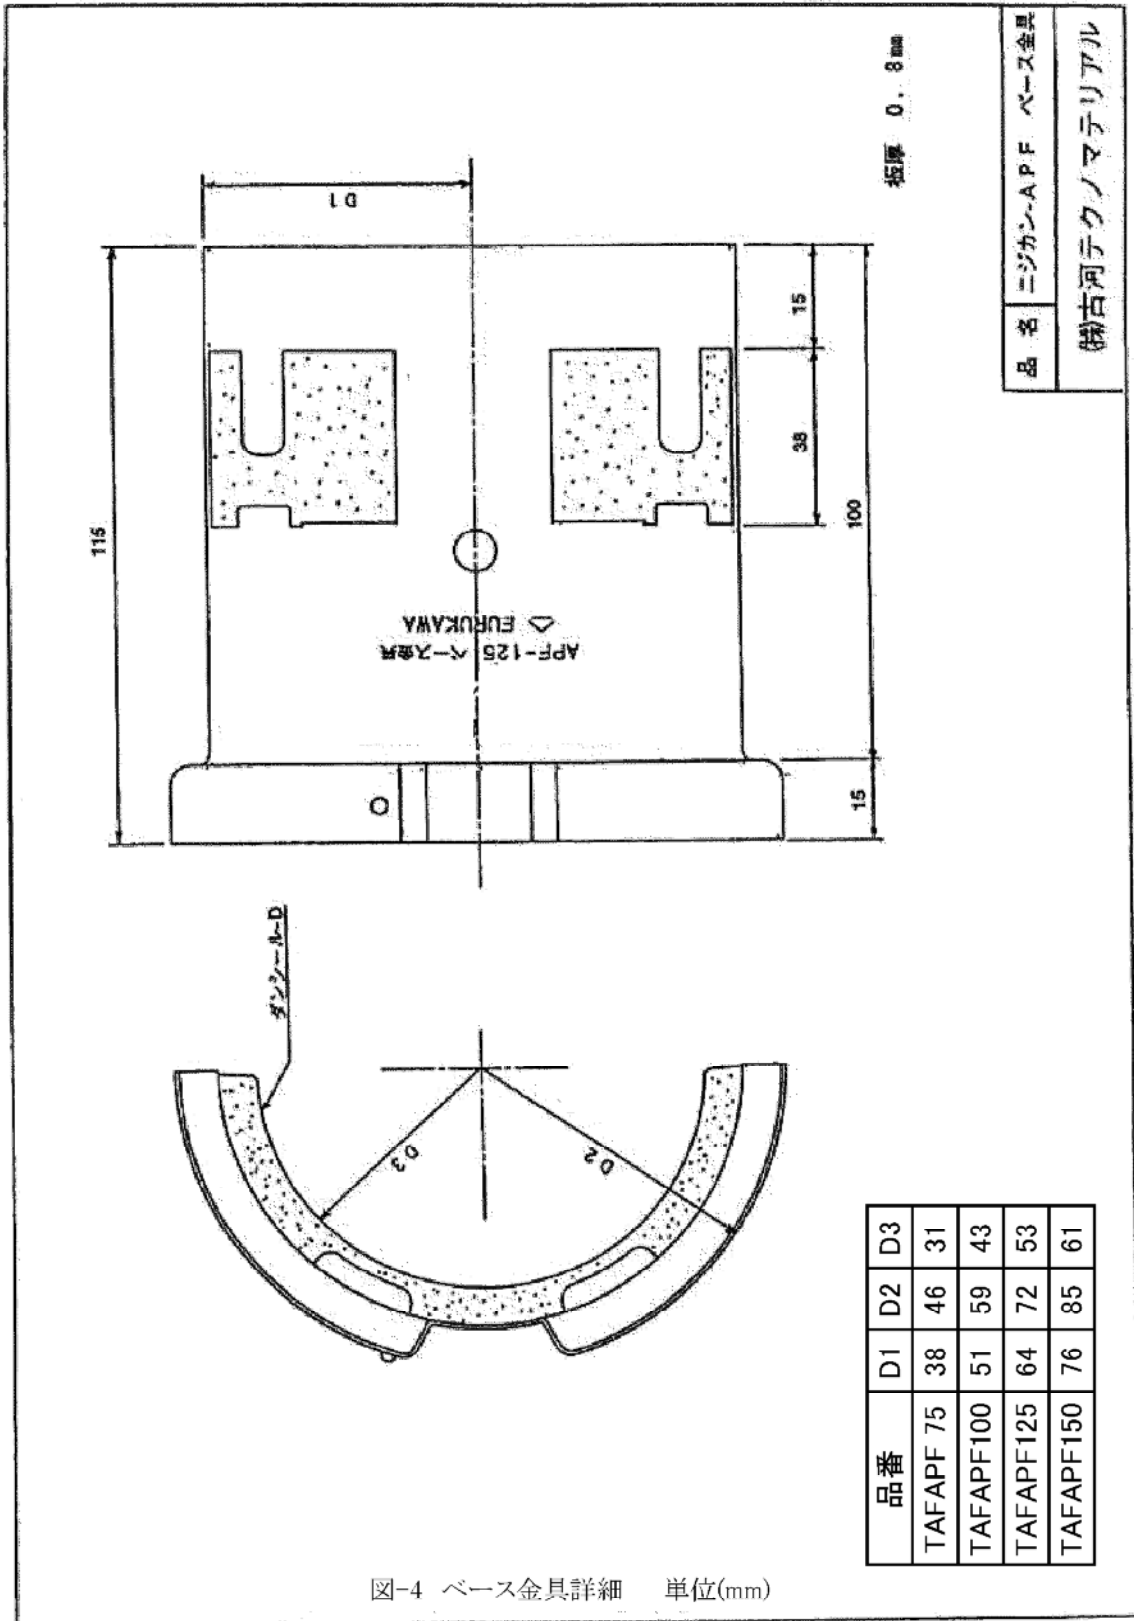 115
D1
15
38
100
15
板厚 0.8mm
APF-125 ベース金具
FURUKAWA
ダンシール-D
D3
D2
品番 D1 D2 D3
TAFAPF 75 38 46 31
TAFAPF100 51 59 43
TAFAPF125 64 72 53
TAFAPF150 76 85 61
品名 ニジカン-APF ベース金具
㈱古河テクノマテリアル
図-4 ベース金具詳細 単位(mm)